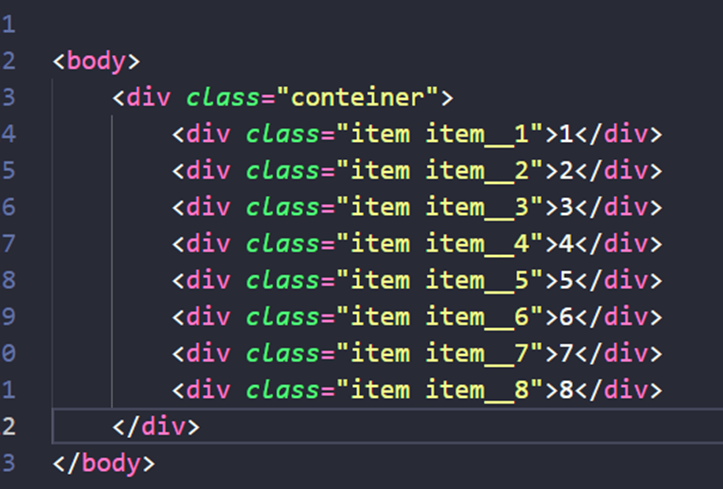 1
2 <body>
3 <div class="conteiner">
4 <div class="item item__1">1</div>
5 <div class="item item__2">2</div>
6 <div class="item item__3">3</div>
7 <div class="item item__4">4</div>
8 <div class="item item__5">5</div>
9 <div class="item item__6">6</div>
0 <div class="item item__7">7</div>
1 <div class="item item__8">8</div>
2 </div>
3 </body>